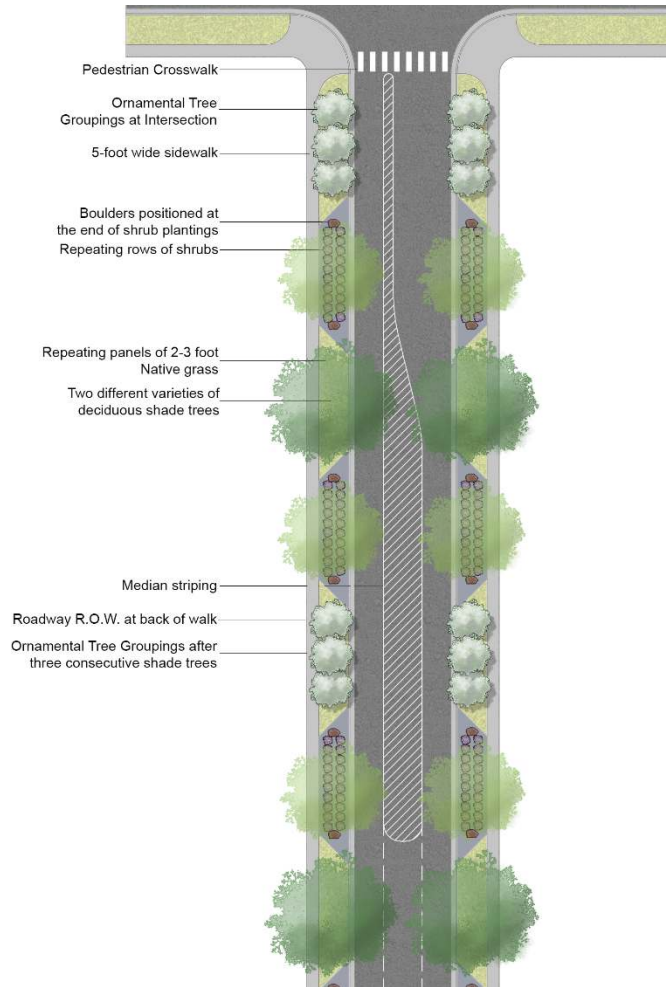 Pedestrian Crosswalk
Ornamental Tree
Groupings at Intersection
5-foot wide sidewalk
Boulders positioned at
the end of shrub plantings
Repeating rows of shrubs
Repeating panels of 2-3 foot
Native grass
Two different varieties of
deciduous shade trees
Median striping
Roadway R.O.W. at back of walk
Ornamental Tree Groupings after
three consecutive shade trees